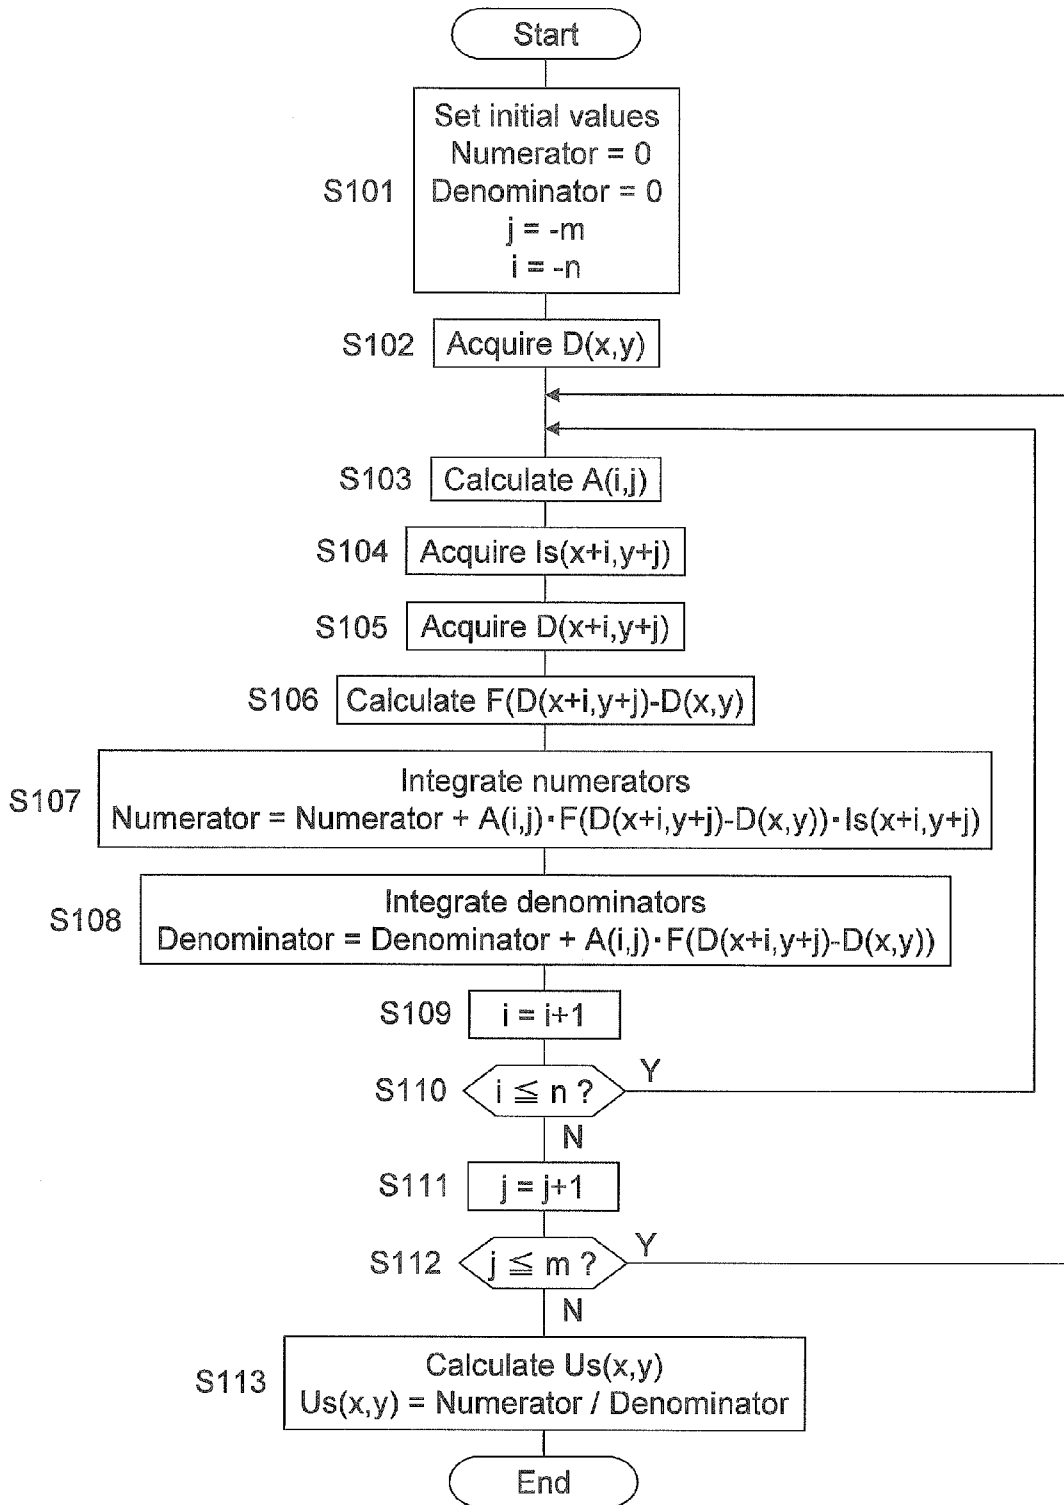 Start
Set initial values
Numerator = 0
S101
Denominator = 0
j = -m
i = -n
S102
Acquire D(x,y)
S103
Calculate A(i,j)
S104
Acquire Is(x+i,y+j)
S105
Acquire D(x+i,y+j)
S106
Calculate F(D(x+i,y+j)-D(x,y)
S107
Integrate numerators
Numerator = Numerator + A(i,j)·F(D(x+i,y+j)-D(x,y))·Is(x+i,y+j)
S108
Integrate denominators
Denominator = Denominator + A(i,j)·F(D(x+i,y+j)-D(x,y))
S109
i = i+1
S110
i ≦ n ?
Y
N
S111
j = j+1
S112
j ≦ m ?
Y
N
S113
Calculate Us(x,y)
Us(x,y) = Numerator / Denominator
End